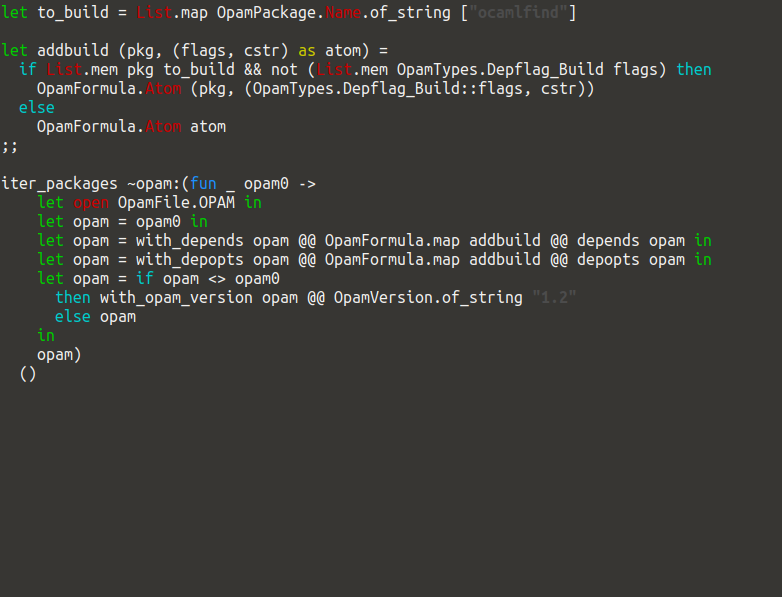 let to_build = List.map OpamPackage.Name.of_string ["ocamlfind"]

let addbuild (pkg, (flags, cstr) as atom) =
  if List.mem pkg to_build && not (List.mem OpamTypes.Depflag_Build flags) then
    OpamFormula.Atom (pkg, (OpamTypes.Depflag_Build::flags, cstr))
  else
    OpamFormula.Atom atom
;;

iter_packages ~opam:(fun _ opam0 ->
    let open OpamFile.OPAM in
    let opam = opam0 in
    let opam = with_depends opam @@ OpamFormula.map addbuild @@ depends opam in
    let opam = with_depopts opam @@ OpamFormula.map addbuild @@ depopts opam in
    let opam = if opam <> opam0
      then with_opam_version opam @@ OpamVersion.of_string "1.2"
      else opam
    in
    opam)
  ()